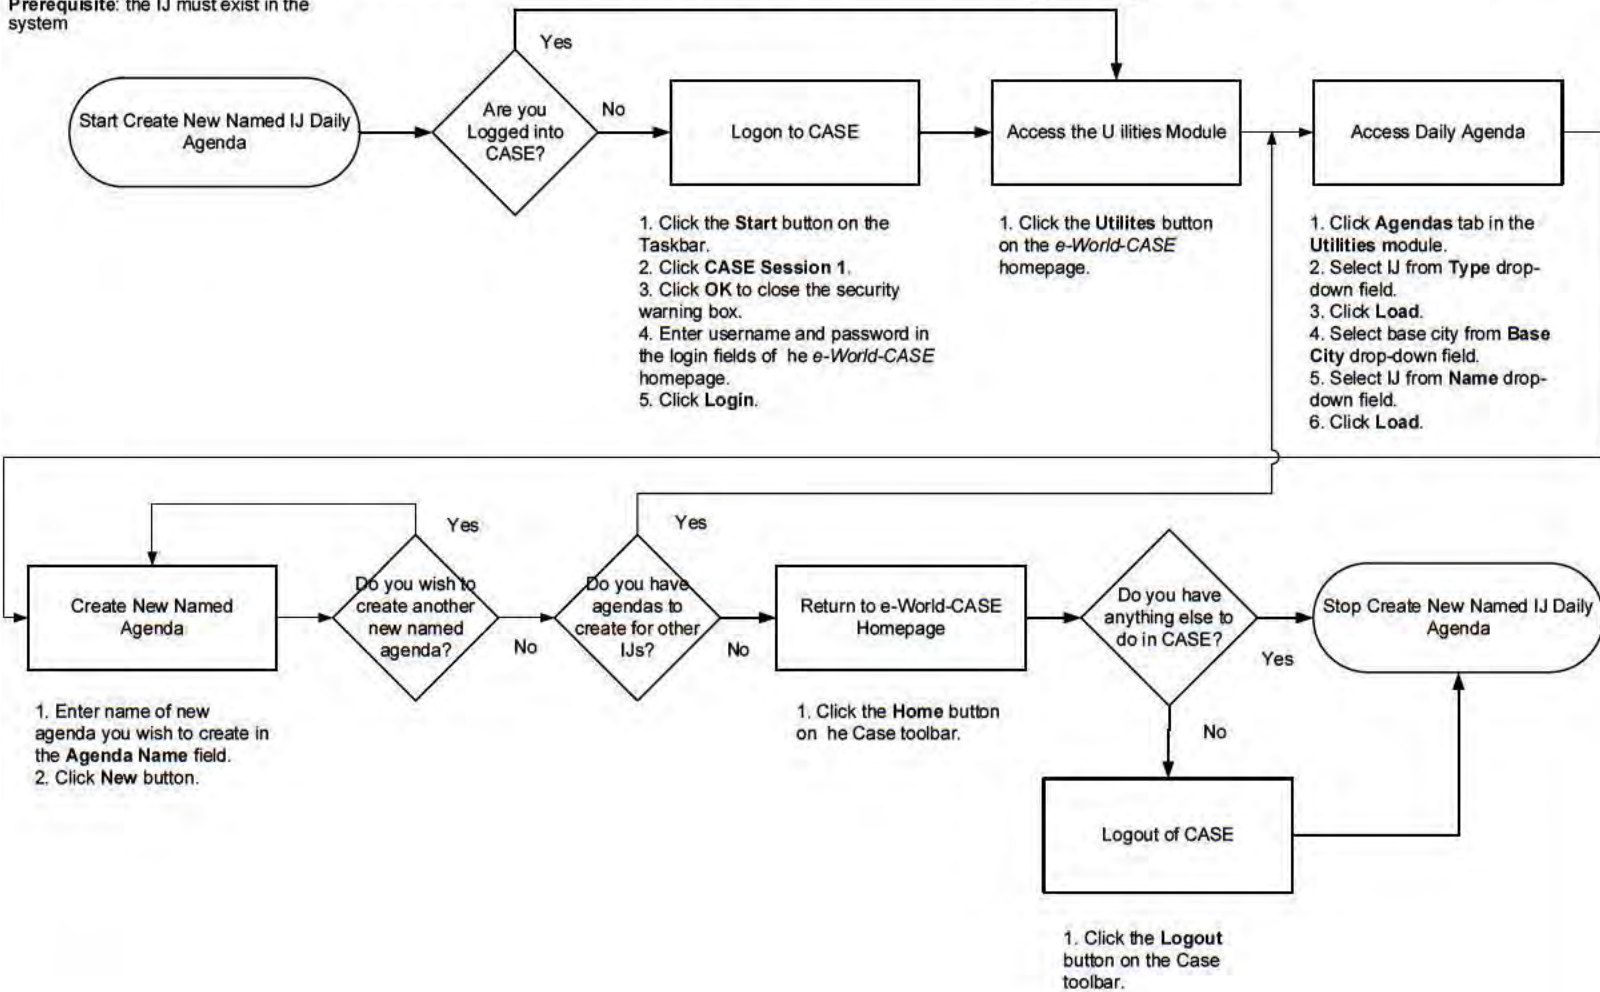 Prerequisite: the IJ must exist in the
system
Yes
Start Create New Named IJ Daily
Agenda
Are you
Logged into
CASE?
No
Logon to CASE
Access the U ilities Module
Access Daily Agenda
1. Click the Start button on the
Taskbar.
2. Click CASE Session 1.
3. Click OK to close the security
warning box.
4. Enter username and password in
the login fields of  he e-World-CASE
homepage.
5. Click Login.
1. Click the Utilites button
on the e-World-CASE
homepage.
1. Click Agendas tab in the
Utilities module.
2. Select IJ from Type drop-
down field.
3. Click Load.
4. Select base city from Base
City drop-down field.
5. Select IJ from Name drop-
down field.
6. Click Load.
Create New Named
Agenda
Yes
Do you wish to
create another
new named
agenda?
No
Yes
Do you have
agendas to
create for other
IJs?
No
Return to e-World-CASE
Homepage
Do you have
anything else to
do in CASE?
Yes
Stop Create New Named IJ Daily
Agenda
1. Enter name of new
agenda you wish to create in
the Agenda Name field.
2. Click New button.
1. Click the Home button
on  he Case toolbar.
No
Logout of CASE
1. Click the Logout
button on the Case
toolbar.